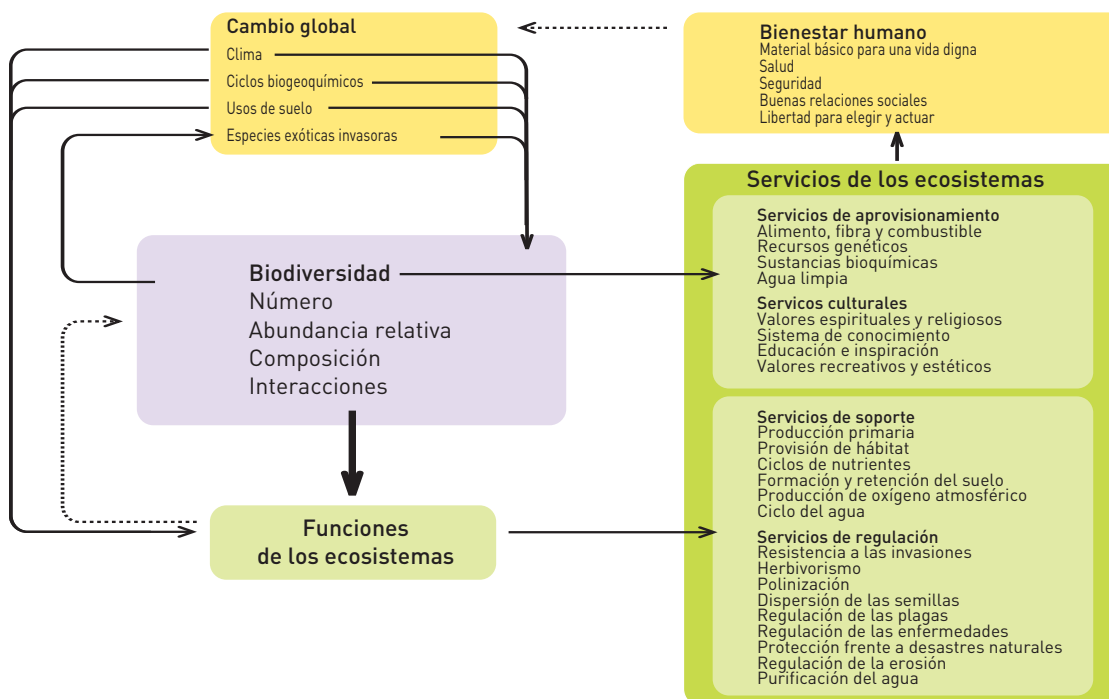 Cambio global
Clima
Ciclos biogeoquímicos
Usos de suelo
Especies exóticas invasoras
Bienestar humano
Material básico para una vida digna
Salud
Seguridad
Buenas relaciones sociales
Libertad para elegir y actuar
Biodiversidad
Número
Abundancia relativa
Composición
Interacciones
Funciones
de los ecosistemas
Servicios de los ecosistemas
Servicios de aprovisionamiento
Alimento, fibra y combustible
Recursos genéticos
Sustancias bioquímicas
Agua limpia
Servicos culturales
Valores espirituales y religiosos
Sistema de conocimiento
Educación e inspiración
Valores recreativos y estéticos
Servicios de soporte
Producción primaria
Provisión de hábitat
Ciclos de nutrientes
Formación y retención del suelo
Producción de oxígeno atmosférico
Ciclo del agua
Servicios de regulación
Resistencia a las invasiones
Herbivorismo
Polinización
Dispersión de las semillas
Regulación de las plagas
Regulación de las enfermedades
Protección frente a desastres naturales
Regulación de la erosión
Purificación del agua